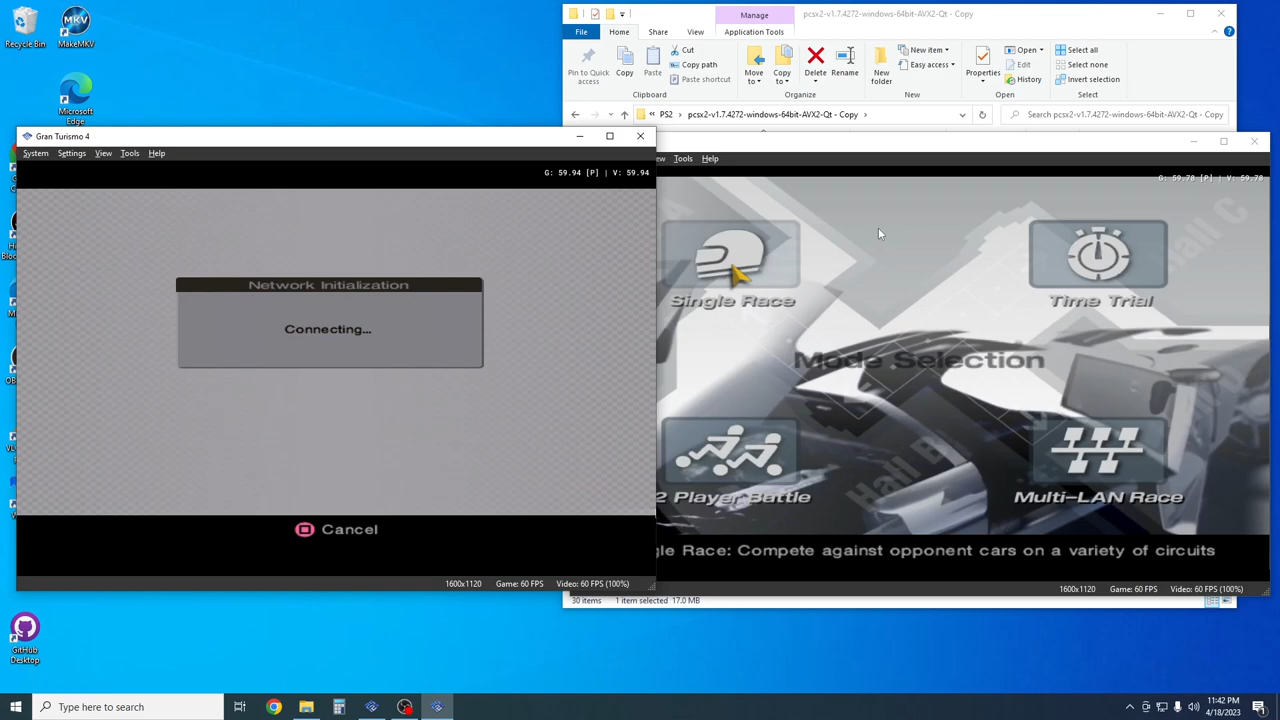 Recycle Bin
MakeMKV
Microsoft
Edge
GitHub
Desktop
Manage
pcsx2-v1.7.4272-windows-64bit-AVX2-Qt - Copy
File
Home
Share
View
Application Tools
Pin to Quick
access
Copy
Paste
Cut
Copy path
Paste shortcut
Clipboard
Move
to
Copy
to
Delete
Rename
Organize
New
folder
New item
Easy access
New
Properties
Open
Edit
History
Open
Select all
Select none
Invert selection
Select
« PS2 > pcsx2-v1.7.4272-windows-64bit-AVX2-Qt - Copy >
Search pcsx2-v1.7.4272-windows-64bit-AVX2-Qt - Copy
Gran Turismo 4
System Settings View Tools Help
G: 59.94 [P] | V: 59.94
Network Initialization
Connecting...
Cancel
1600x1120 Game: 60 FPS Video: 60 FPS (100%)
Tools Help
G: 59.78 [P] | V: 59.78
Hall C
Single Race
Time Trial
Mode Selection
2 Player Battle
Multi-LAN Race
Race: Compete against opponent cars on a variety of circuits
1600x1120 Game: 60 FPS Video: 60 FPS (100%)
30 items 1 item selected 17.0 MB
Type here to search
11:42 PM
4/18/2023